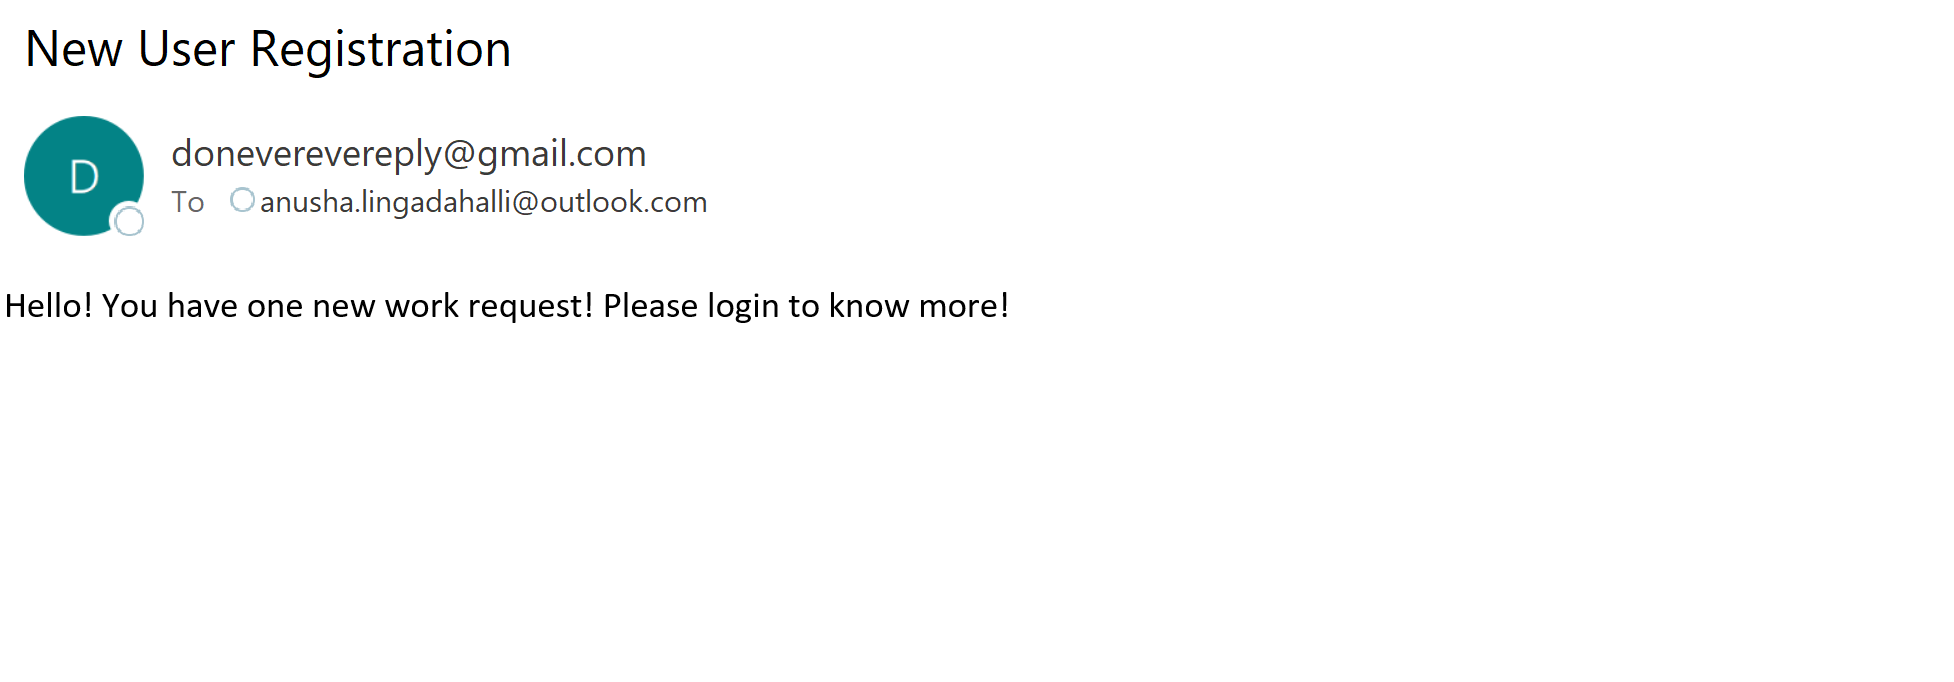 New User Registration
D
doneverevereply@gmail.com
To anusha.lingadahalli@outlook.com
Hello! You have one new work request! Please login to know more!